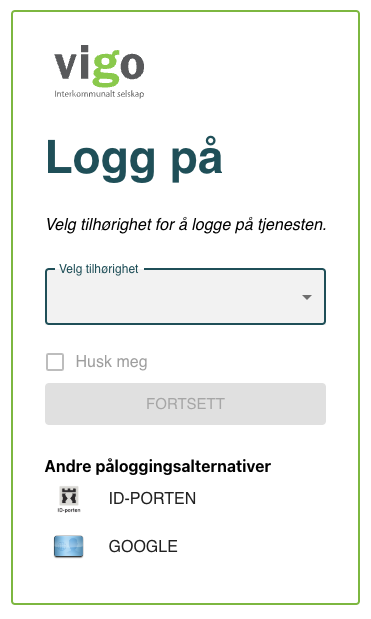 vigo
Interkommunalt selskap
Logg på
Velg tilhørighet for å logge på tjenesten.
Velg tilhørighet
Husk meg
FORTSETT
Andre påloggingsalternativer
ID-porten
ID-PORTEN
GOOGLE